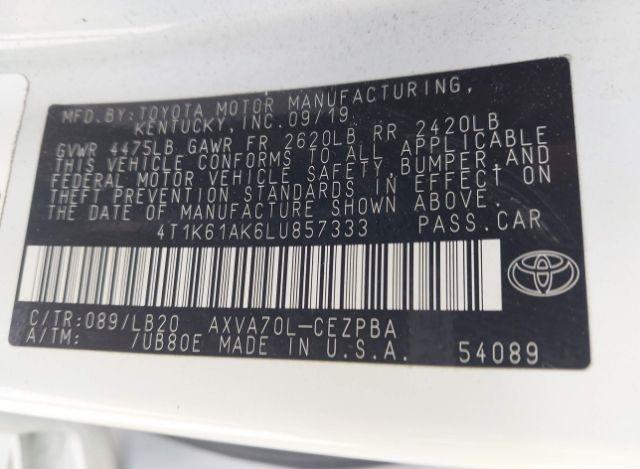 MFD.BY:TOYOTA MOTOR MANUFACTURING,
KENTUCKY,INC.09/19
GVWR 4475LB GAWR FR 2620LB RR 2420LB
THIS VEHICLE CONFORMS TO ALL APPLICABLE
FEDERAL MOTOR VEHICLE SAFETY,BUMPER,AND
THEFT PREVENTION STANDARDS IN EFFECT ON
THE DATE OF MANUFACTURE SHOWN ABOVE.
4T1K61AK6LU857333 PASS.CAR
C/TR:089/LB20 AXVA70L-CEZPBA
A/TM: /UB80E MADE IN U.S.A. 54089